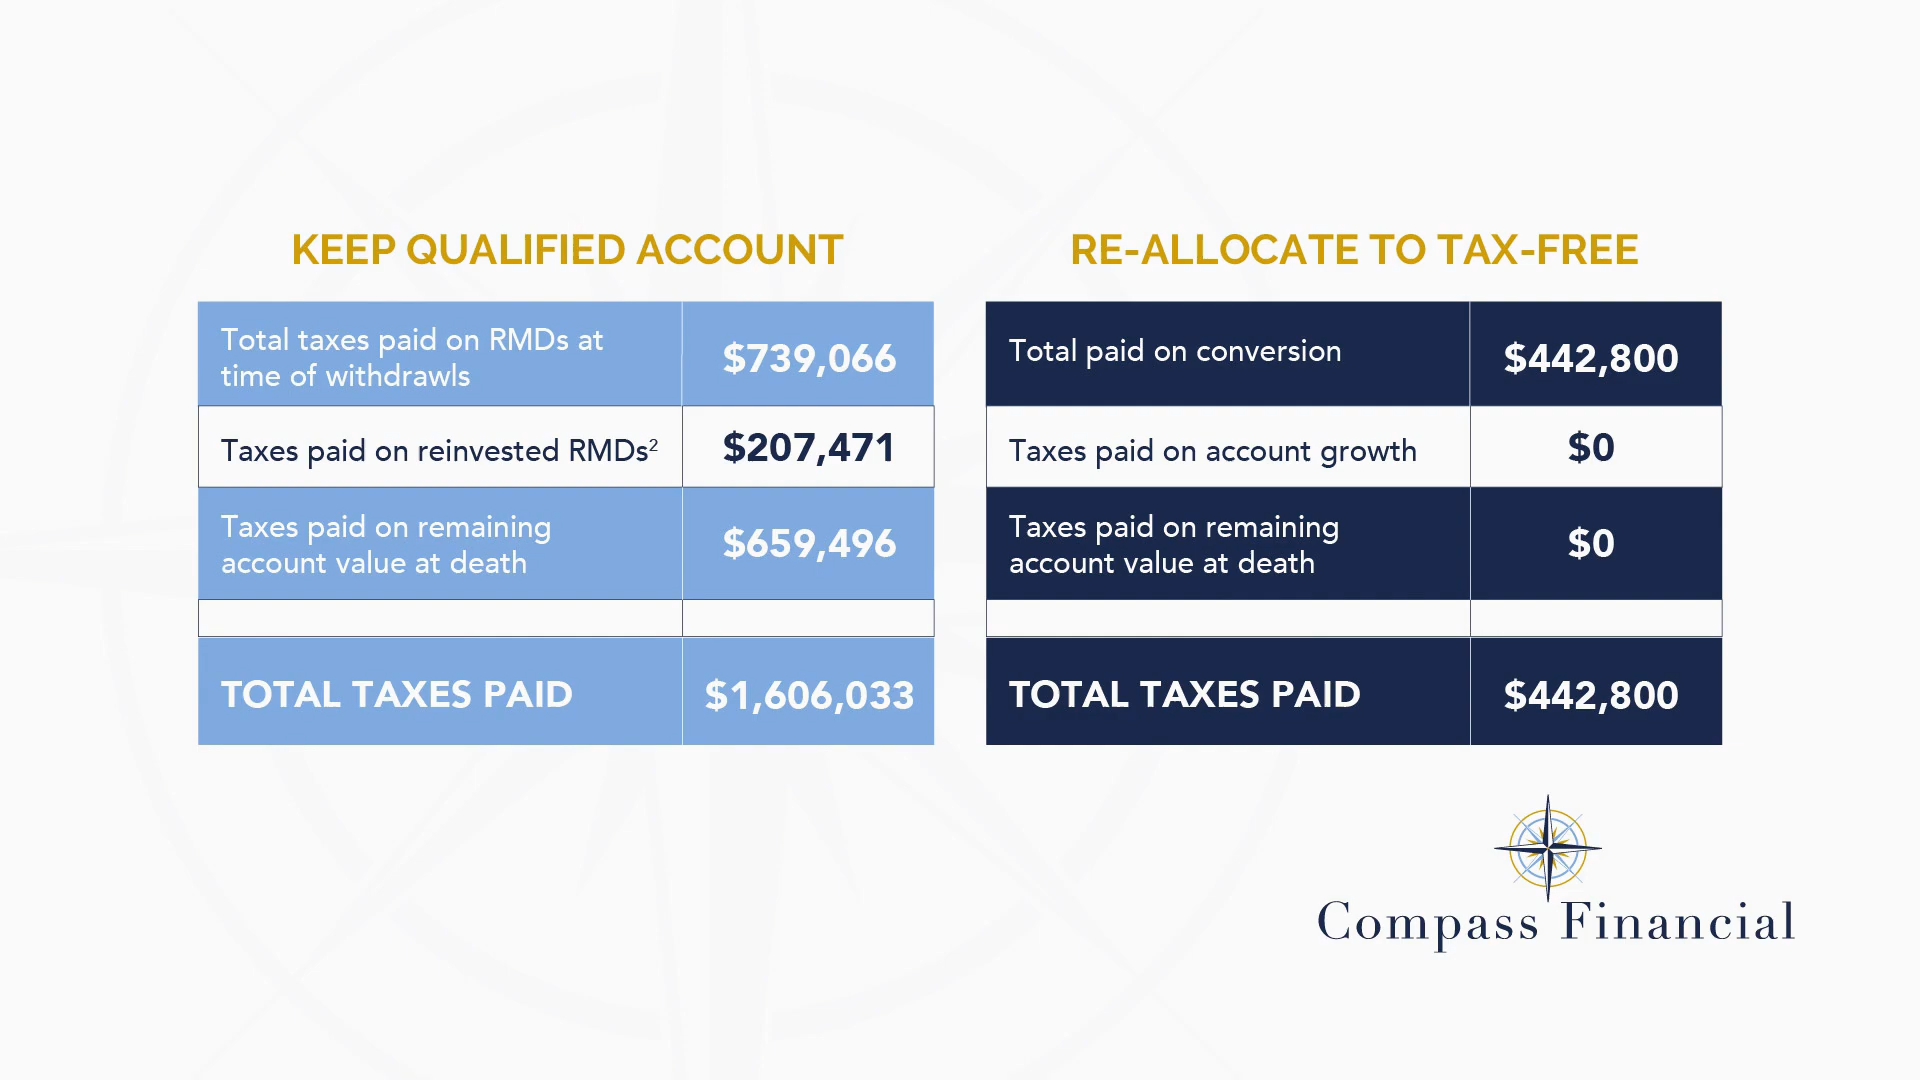 KEEP QUALIFIED ACCOUNT
Total taxes paid on RMDs at
time of withdrawls
$739,066
Taxes paid on reinvested RMDs²
$207,471
Taxes paid on remaining
account value at death
$659,496
TOTAL TAXES PAID
$1,606,033
RE-ALLOCATE TO TAX-FREE
Total paid on conversion
$442,800
Taxes paid on account growth
$0
Taxes paid on remaining
account value at death
$0
TOTAL TAXES PAID
$442,800
Compass Financial